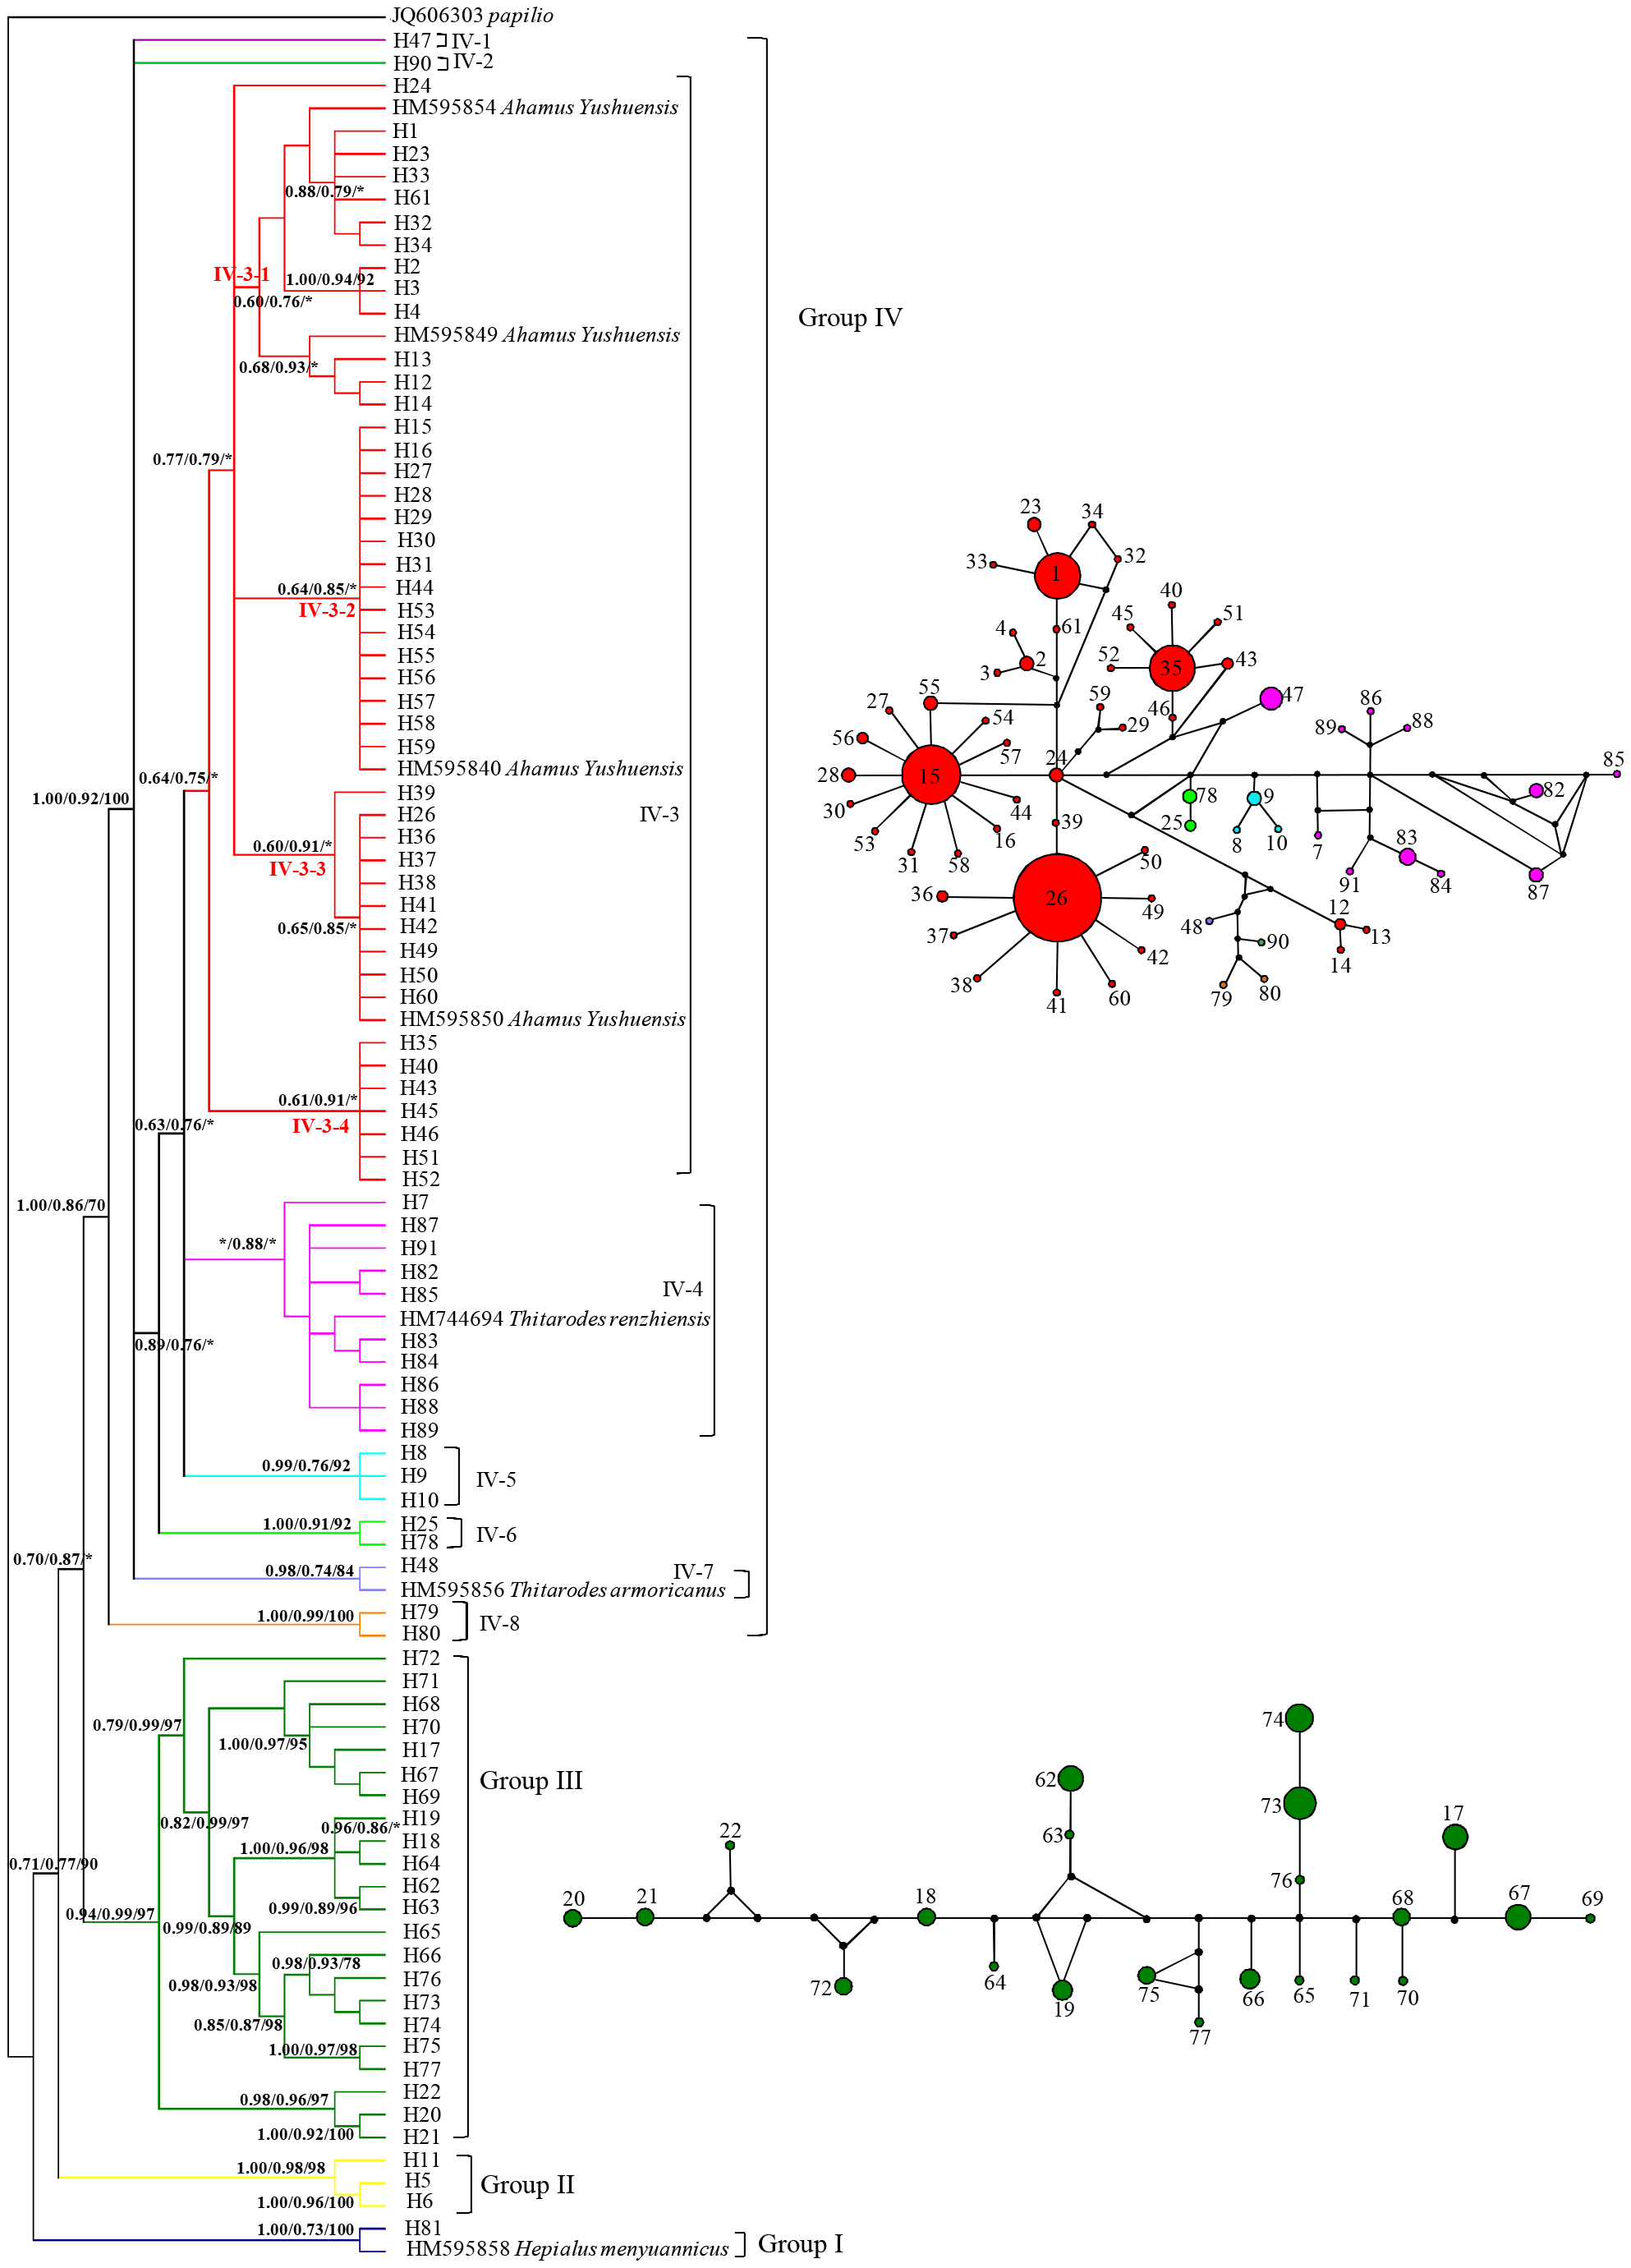 JQ606303 papilio
H47 IV-1
H90 IV-2
H24
HM595854 Ahamus Yushuensis
H1
H23
H33
0.88/0.79/*
H61
H32
H34
H2
IV-3-1
1.00/0.94/92
H3
0.60/0.76/*
H4
Group IV
HM595849 Ahamus Yushuensis
H13
0.68/0.93/*
H12
H14
H15
H16
0.77/0.79/*
H27
H28
H29
H30
H31
H44
0.64/0.85/*
IV-3-2
H53
H54
H55
H56
H57
H58
H59
HM595840 Ahamus Yushuensis
0.64/0.75/*
H39
1.00/0.92/100
H26
IV-3
H36
0.60/0.91/*
H37
IV-3-3
H38
H41
H42
0.65/0.85/*
H49
H50
H60
HM595850 Ahamus Yushuensis
H35
H40
H43
0.61/0.91/*
H45
IV-3-4
0.63/0.76/*
H46
H51
H52
1.00/0.86/70
H7
H87
*/0.88/*
H91
H82
IV-4
H85
HM744694 Thitarodes renzhiensis
0.89/0.76/*
H83
H84
H86
H88
H89
H8
0.99/0.76/92
H9
IV-5
H10
1.00/0.91/92
H25
IV-6
H78
0.70/0.87/*
H48
0.98/0.74/84
IV-7
HM595856 Thitarodes armoricanus
H79
1.00/0.99/100
IV-8
H80
H72
H71
H68
0.79/0.99/97
H70
1.00/0.97/95
H17
H67
Group III
H69
H19
0.82/0.99/97
0.96/0.86/*
H18
1.00/0.96/98
0.71/0.77/90
H64
H62
0.99/0.89/96
H63
0.94/0.99/97
0.99/0.89/89
H65
H66
0.98/0.93/78
H76
0.98/0.93/98
H73
H74
0.85/0.87/98
H75
1.00/0.97/98
H77
H22
0.98/0.96/97
H20
1.00/0.92/100
H21
H11
1.00/0.98/98
H5
Group II
1.00/0.96/100
H6
H81
1.00/0.73/100
HM595858 Hepialus menyuannicus
Group I
23
34
33
1
32
40
45
51
4
61
2
3
52
35
43
27
55
54
59
46
47
86
89
88
56
57
29
24
28
15
85
30
44
78
9
82
53
16
39
25
8
10
7
83
31
58
50
91
84
87
36
26
49
12
48
13
37
42
90
14
38
41
60
79
80
74
62
73
22
63
17
76
20
21
18
68
67
69
72
64
19
75
66
65
71
70
77